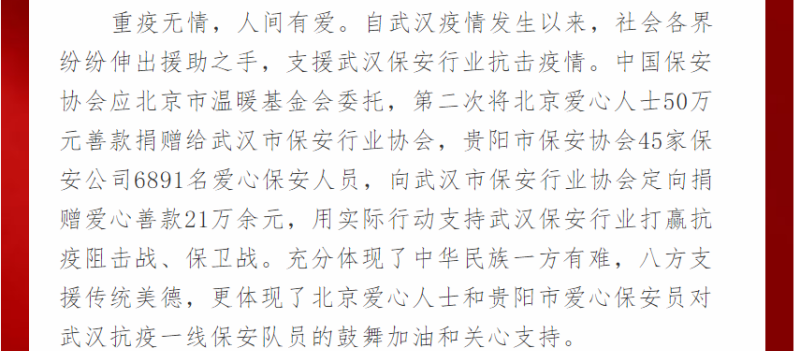 重疫无情，人间有爱。自武汉疫情发生以来，社会各界
纷纷伸出援助之手，支援武汉保安行业抗击疫情。中国保安
协会应北京市温暖基金会委托，第二次将北京爱心人士50万
元善款捐赠给武汉市保安行业协会，贵阳市保安协会45家保
安公司6891名爱心保安人员，向武汉市保安行业协会定向捐
赠爱心善款21万余元，用实际行动支持武汉保安行业打赢抗
疫阻击战、保卫战。充分体现了中华民族一方有难，八方支
援传统美德，更体现了北京爱心人士和贵阳市爱心保安员对
武汉抗疫一线保安队员的鼓舞加油和关心支持。